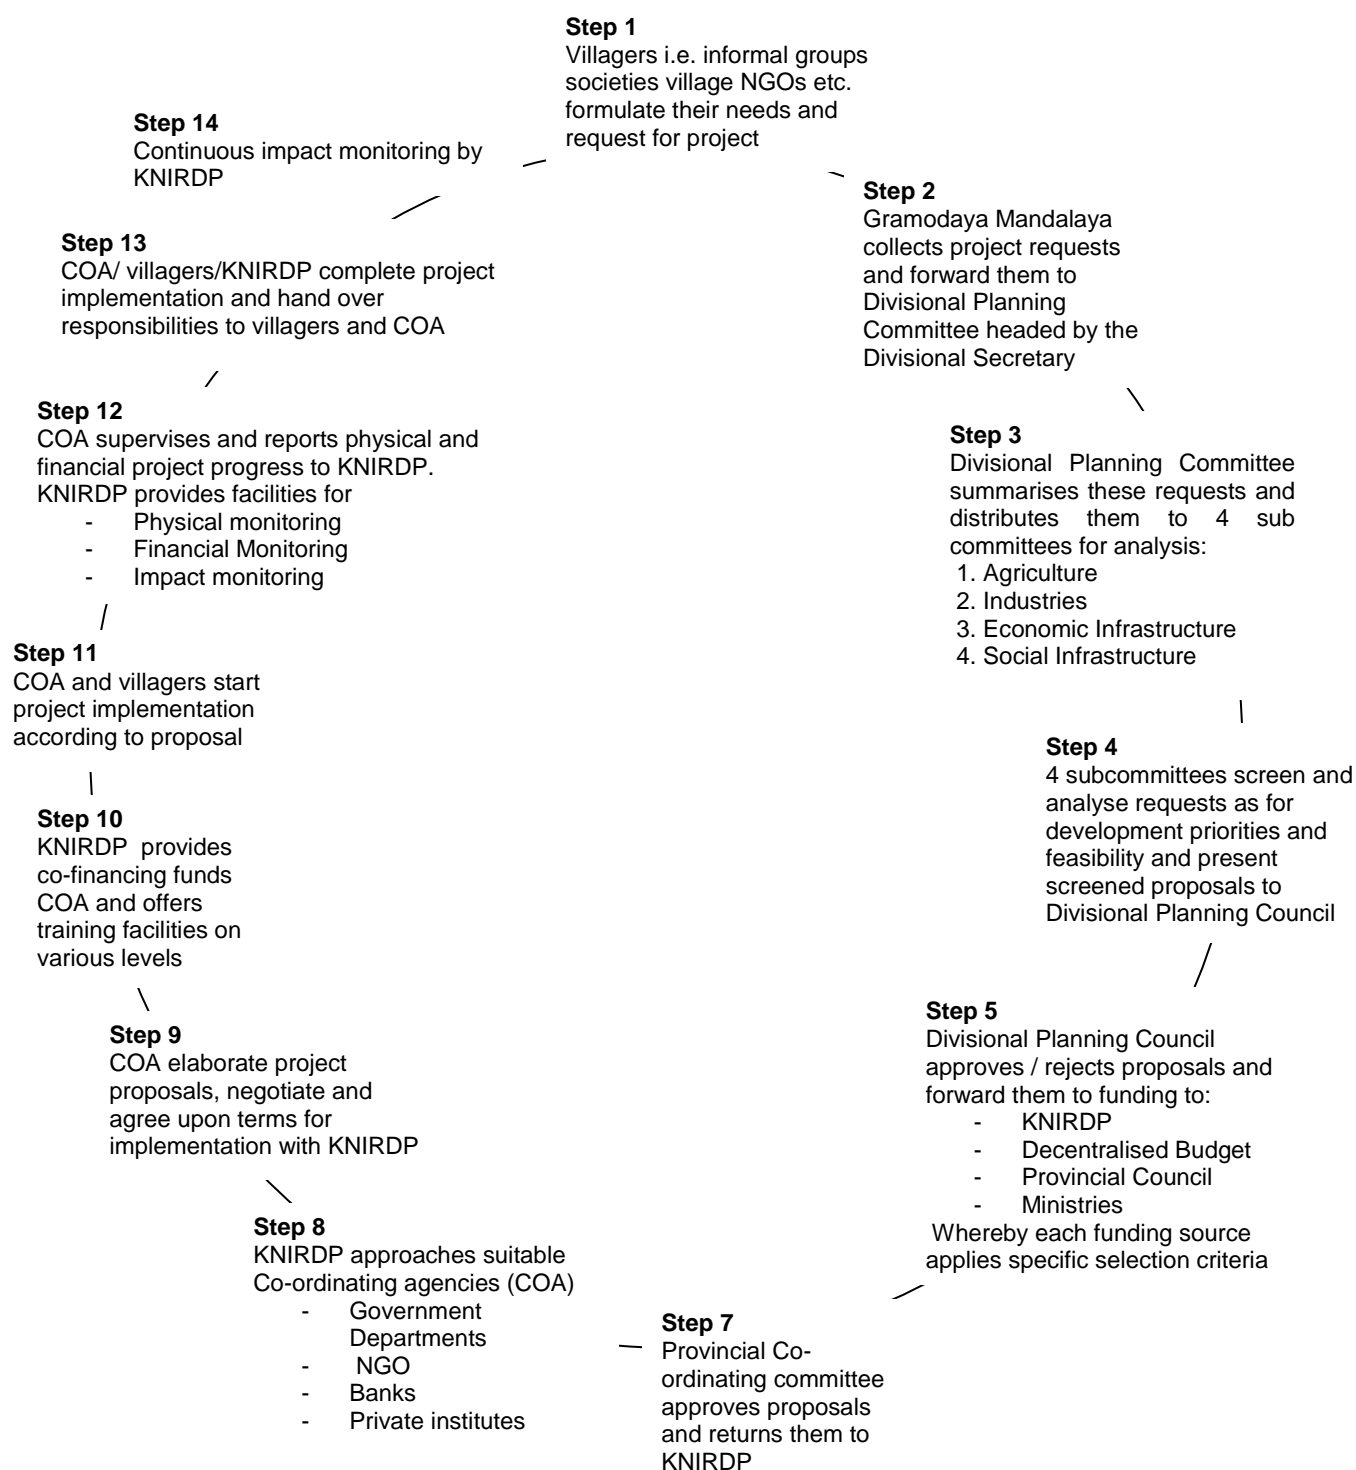 Step 1
Villagers i.e. informal groups
societies village NGOs etc.
formulate their needs and
request for project
Step 2
Gramodaya Mandalaya
collects project requests
and forward them to
Divisional Planning
Committee headed by the
Divisional Secretary
Step 3
Divisional Planning Committee
summarises these requests and
distributes them to 4 sub
committees for analysis:
1. Agriculture
2. Industries
3. Economic Infrastructure
4. Social Infrastructure
Step 4
4 subcommittees screen and
analyse requests as for
development priorities and
feasibility and present
screened proposals to
Divisional Planning Council
Step 5
Divisional Planning Council
approves / rejects proposals and
forward them to funding to:
- KNIRDP
- Decentralised Budget
- Provincial Council
- Ministries
Whereby each funding source
applies specific selection criteria
Step 7
Provincial Co-
ordinating committee
approves proposals
and returns them to
KNIRDP
Step 8
KNIRDP approaches suitable
Co-ordinating agencies (COA)
- Government
Departments
- NGO
- Banks
- Private institutes
Step 9
COA elaborate project
proposals, negotiate and
agree upon terms for
implementation with KNIRDP
Step 10
KNIRDP provides
co-financing funds
COA and offers
training facilities on
various levels
Step 11
COA and villagers start
project implementation
according to proposal
Step 12
COA supervises and reports physical and
financial project progress to KNIRDP.
KNIRDP provides facilities for
- Physical monitoring
- Financial Monitoring
- Impact monitoring
Step 13
COA/ villagers/KNIRDP complete project
implementation and hand over
responsibilities to villagers and COA
Step 14
Continuous impact monitoring by
KNIRDP